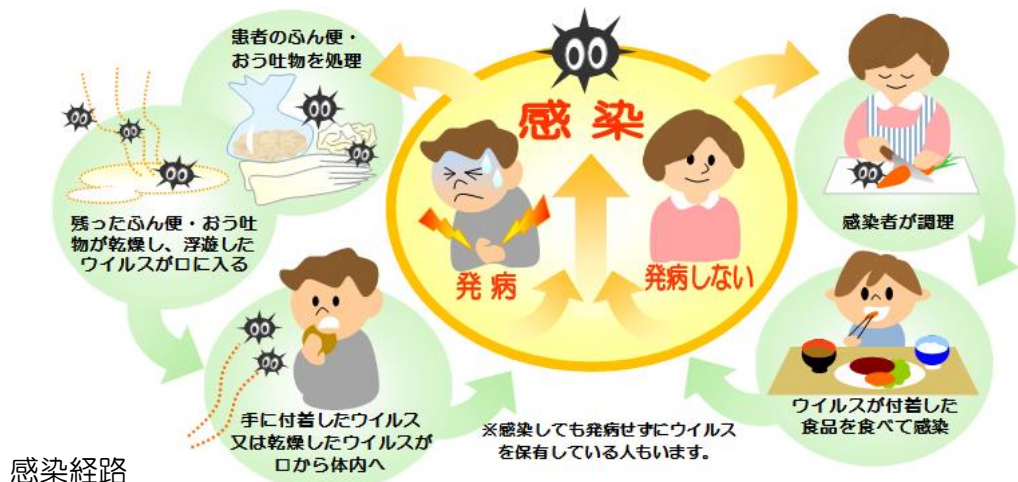 患者のふん便・
おう吐物を処理
残ったふん便・おう吐
物が乾燥し、浮遊した
ウイルスが口に入る
手に付着したウイルス
又は乾燥したウイルスが
口から体内へ
感染
発病
発病しない
※感染しても発病せずにウイルス
を保有している人もいます。
感染者が調理
ウイルスが付着した
食品を食べて感染
感染経路